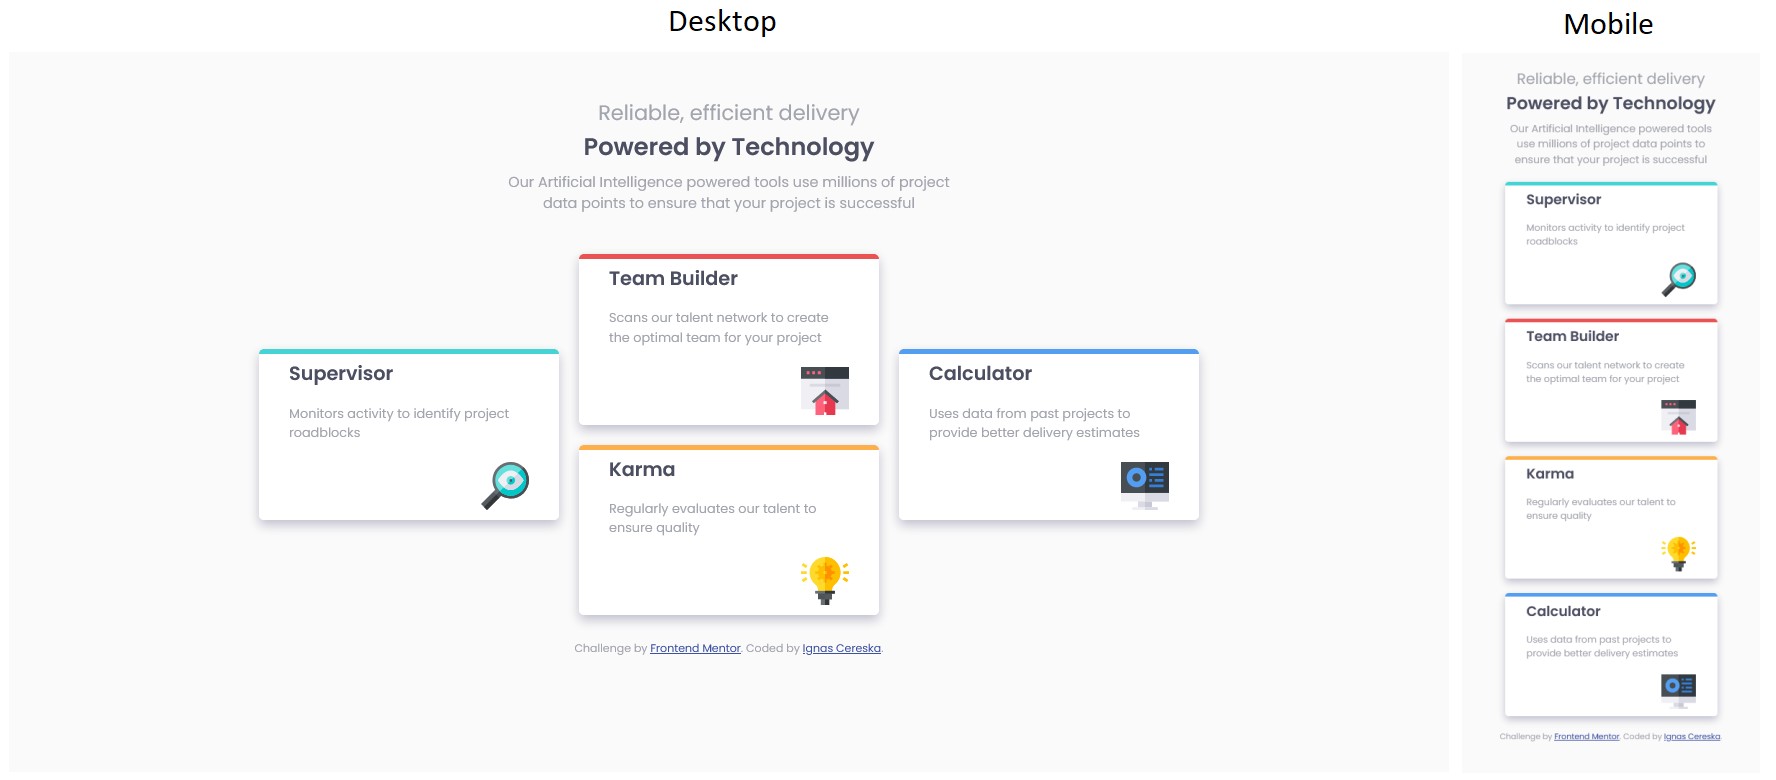 Desktop
Reliable, efficient delivery
Powered by Technology
Our Artificial Intelligence powered tools use millions of project
data points to ensure that your project is successful
Supervisor
Monitors activity to identify project
roadblocks
Team Builder
Scans our talent network to create
the optimal team for your project
Karma
Regularly evaluates our talent to
ensure quality
Calculator
Uses data from past projects to
provide better delivery estimates
Challenge by Frontend Mentor. Coded by Ignas Cereska.
Mobile
Reliable, efficient delivery
Powered by Technology
Our Artificial Intelligence powered tools
use millions of project data points to
ensure that your project is successful
Supervisor
Monitors activity to identify project
roadblocks
Team Builder
Scans our talent network to create
the optimal team for your project
Karma
Regularly evaluates our talent to
ensure quality
Calculator
Uses data from past projects to
provide better delivery estimates
Challenge by Frontend Mentor. Coded by Ignas Cereska.